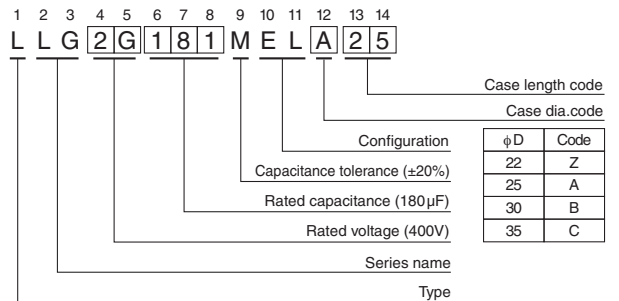 1 2 3 4 5 6 7 8 9 10 11 12 13 14
L L G 2 G 1 8 1 M E L A 2 5
Case length code
Case dia.code
Configuration
Capacitance tolerance (±20%)
Rated capacitance (180µF)
Rated voltage (400V)
Series name
Type
ϕD Code
22 Z
25 A
30 B
35 C